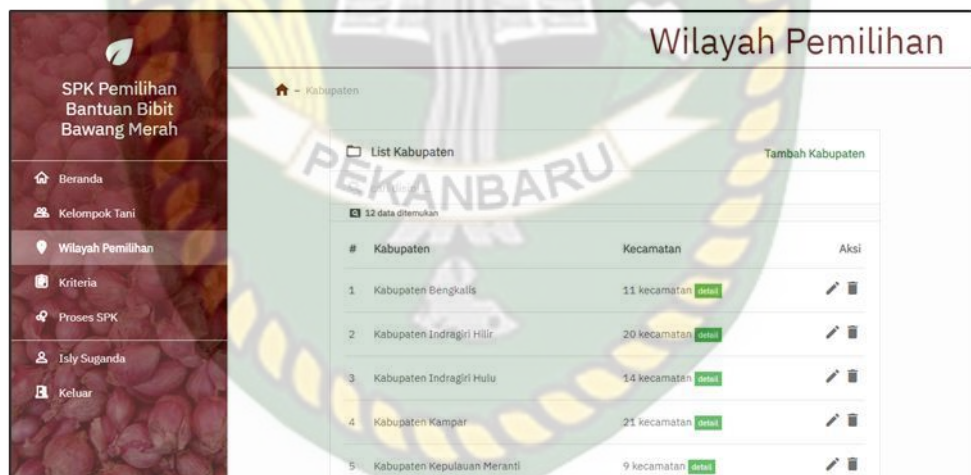 Wilayah Pemilihan
SPK Pemilihan
Bantuan Bibit
Bawang Merah
Beranda
Kelompok Tani
Wilayah Pemilihan
Kriteria
Proses SPK
Isly Suganda
Keluar
– Kabupaten
List Kabupaten
Tambah Kabupaten
PEKANBARU
12 data ditemukan
# Kabupaten Kecamatan Aksi
1 Kabupaten Bengkalis 11 kecamatan detail
2 Kabupaten Indragiri Hilir 20 kecamatan detail
3 Kabupaten Indragiri Hulu 14 kecamatan detail
4 Kabupaten Kampar 21 kecamatan detail
5 Kabupaten Kepulauan Meranti 9 kecamatan detail